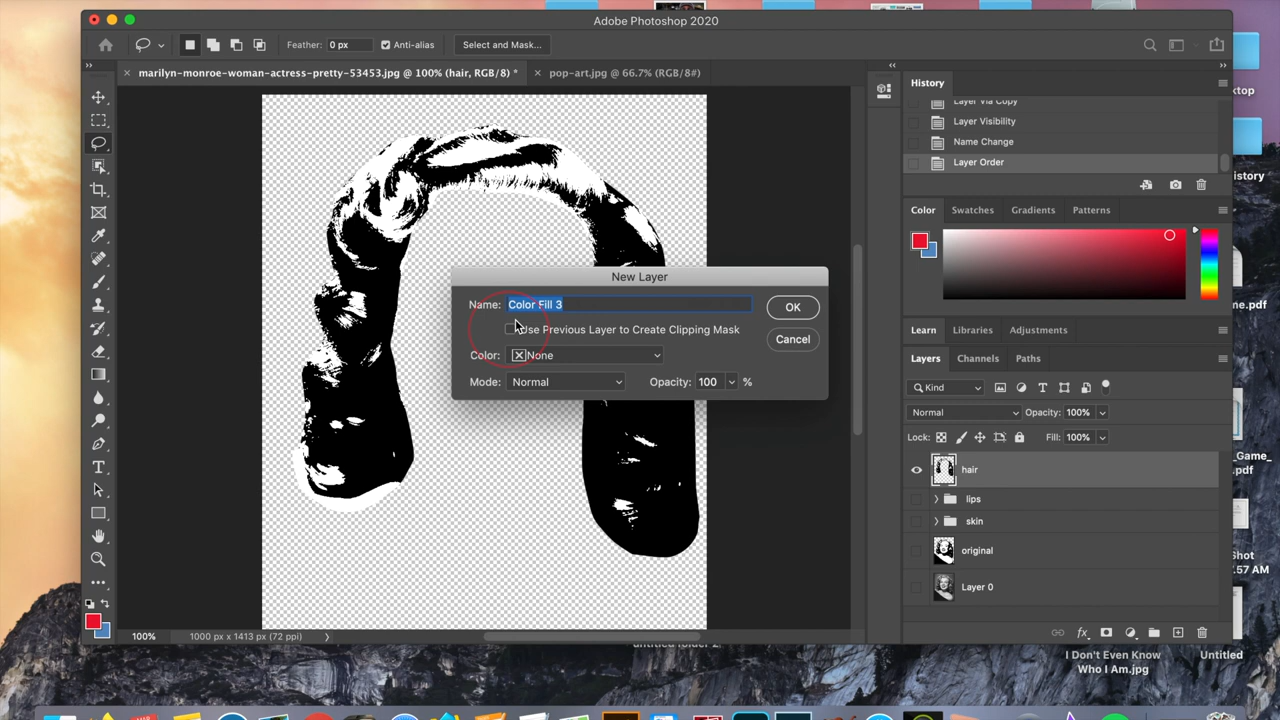 Adobe Photoshop 2020
Feather: 0 px
Anti-alias
Select and Mask...
marilyn-monroe-woman-actress-pretty-53453.jpg @ 100% (hair, RGB/8) *
pop-art.jpg @ 66.7% (RGB/8#)
History
Layer Via Copy
Layer Visibility
Name Change
Layer Order
Color
Swatches
Gradients
Patterns
New Layer
Name: Color Fill 3
Use Previous Layer to Create Clipping Mask
Color: None
Mode: Normal
Opacity: 100 %
OK
Cancel
Learn
Libraries
Adjustments
Layers
Channels
Paths
Kind
Normal
Opacity: 100%
Lock:
Fill: 100%
hair
lips
skin
original
Layer 0
100%
1000 px x 1413 px (72 ppi)
I Don't Even Know
Who I Am.jpg
Untitled